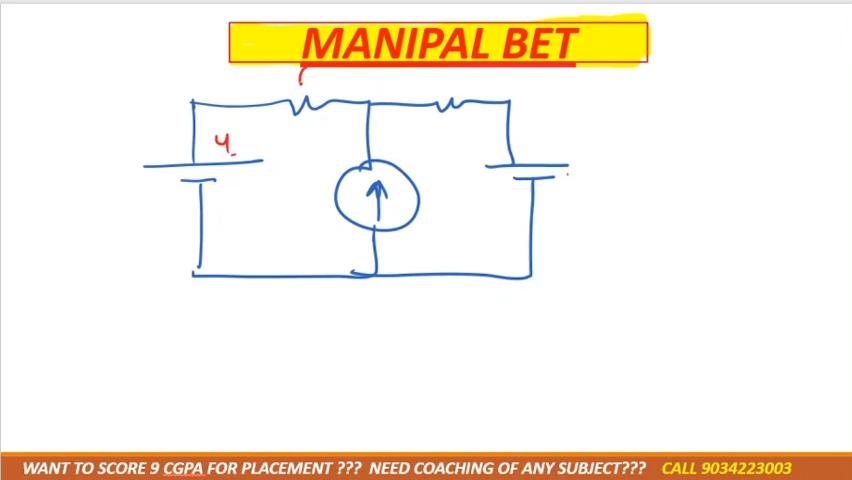 MANIPAL BET
4
WANT TO SCORE 9 CGPA FOR PLACEMENT ??? NEED COACHING OF ANY SUBJECT??? CALL 9034223003